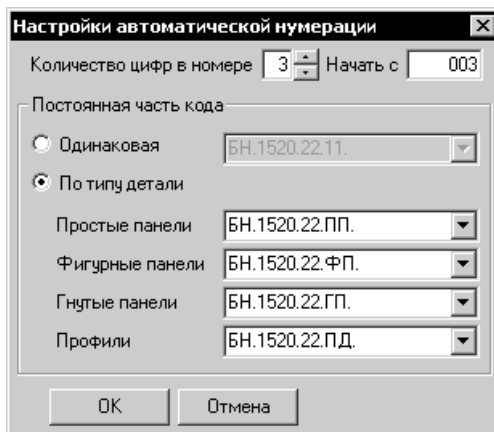 Настройки автоматической нумерации
Количество цифр в номере 3 Начать с 003
Постоянная часть кода
Одинаковая БН.1520.22.11.
По типу детали
Простые панели БН.1520.22.ПП.
Фигурные панели БН.1520.22.ФП.
Гнутые панели БН.1520.22.ГП.
Профили БН.1520.22.ПД.
OK Отмена